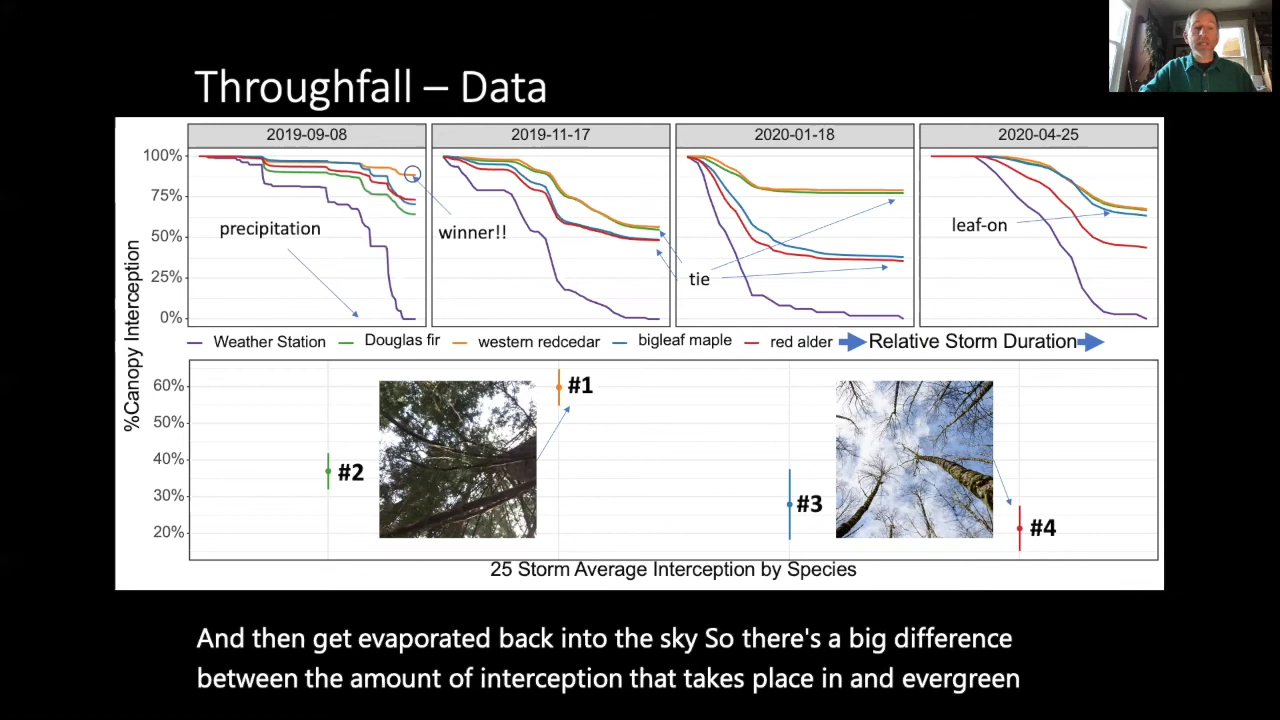 Throughfall – Data
2019-09-08
2019-11-17
2020-01-18
2020-04-25
100%
75%
50%
25%
0%
precipitation
winner!!
tie
leaf-on
%Canopy Interception
Weather Station Douglas fir western redcedar bigleaf maple red alder Relative Storm Duration
60%
50%
40%
30%
20%
#2
#1
#3
#4
25 Storm Average Interception by Species
And then get evaporated back into the sky So there's a big difference
between the amount of interception that takes place in and evergreen